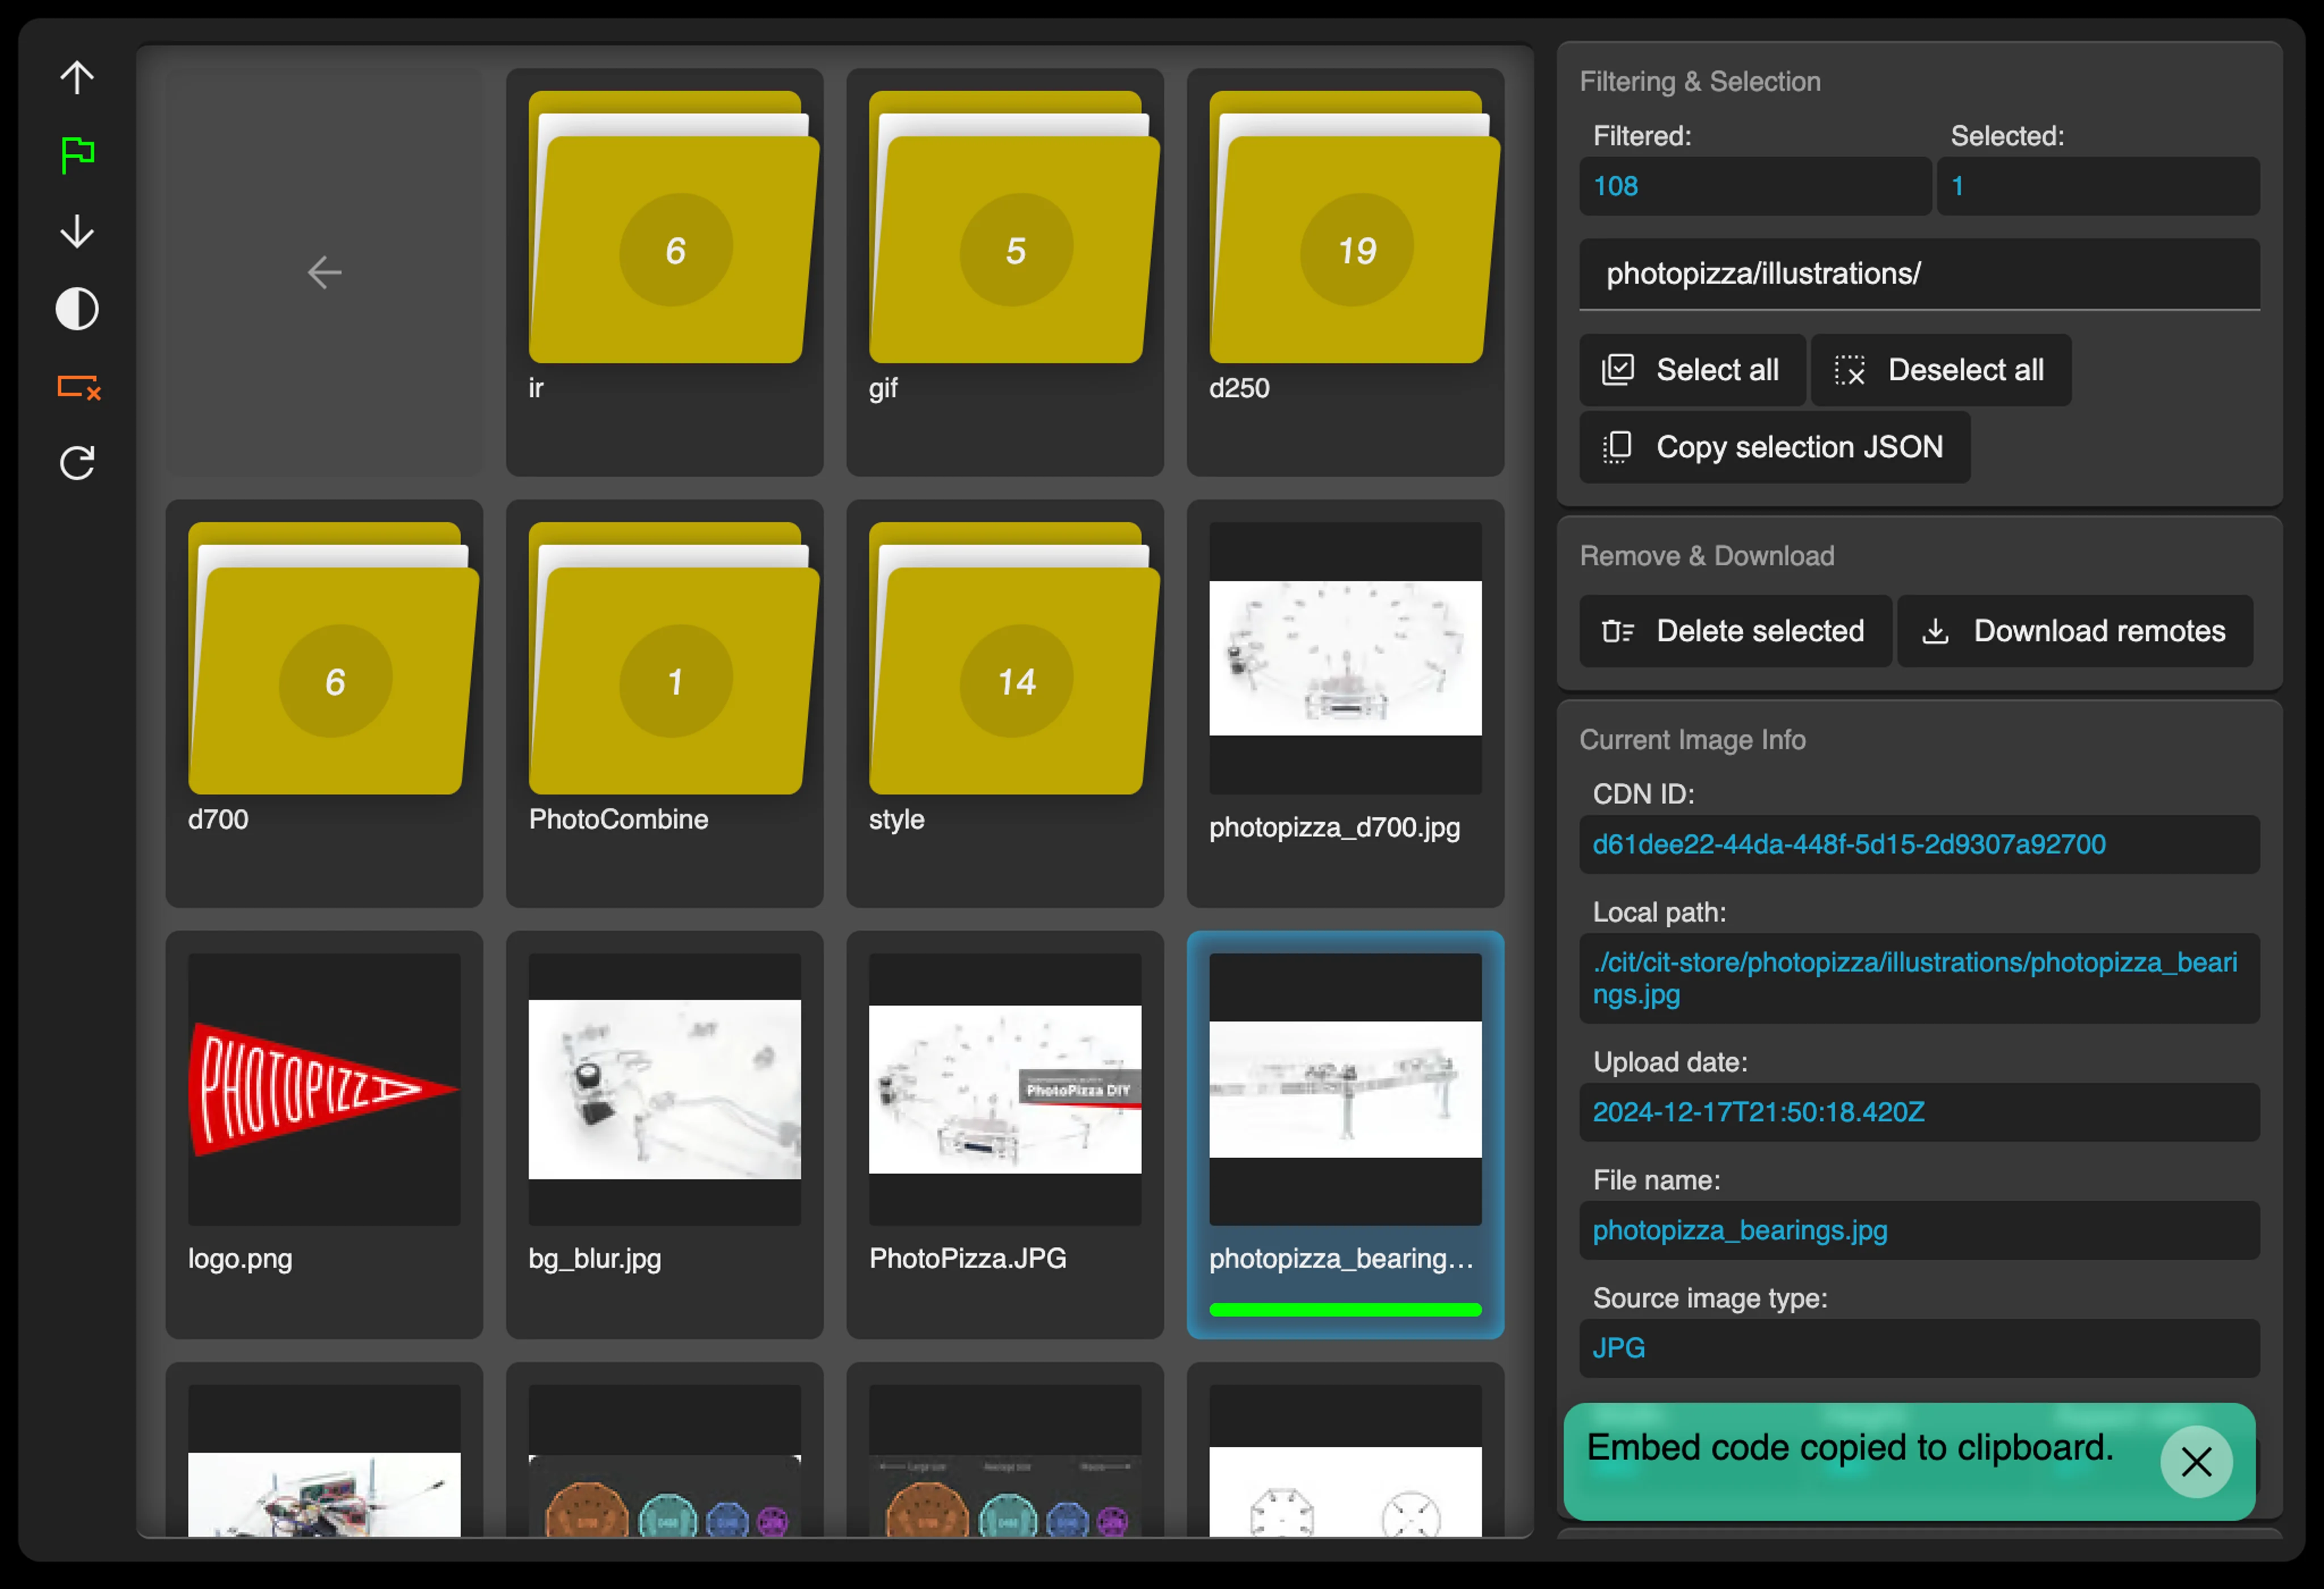 6
ir
5
gif
19
d250
6
d700
1
PhotoCombine
14
style
photopizza_d700.jpg
PHOTOPIZZA
logo.png
bg_blur.jpg
PhotoPizza DIY
PhotoPizza.JPG
photopizza_bearing...
Filtering & Selection
Filtered:
Selected:
108
1
photopizza/illustrations/
Select all
Deselect all
Copy selection JSON
Remove & Download
Delete selected
Download remotes
Current Image Info
CDN ID:
d61dee22-44da-448f-5d15-2d9307a92700
Local path:
./cit/cit-store/photopizza/illustrations/photopizza_beari
ngs.jpg
Upload date:
2024-12-17T21:50:18.420Z
File name:
photopizza_bearings.jpg
Source image type:
JPG
Embed code copied to clipboard.